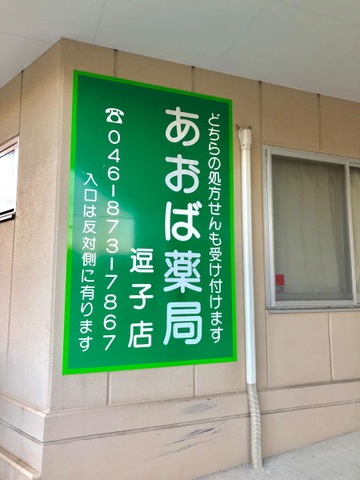 どちらの処方せんも受け付けます
あおば薬局
逗子店
☎046-873-7867
入口は反対側に有ります